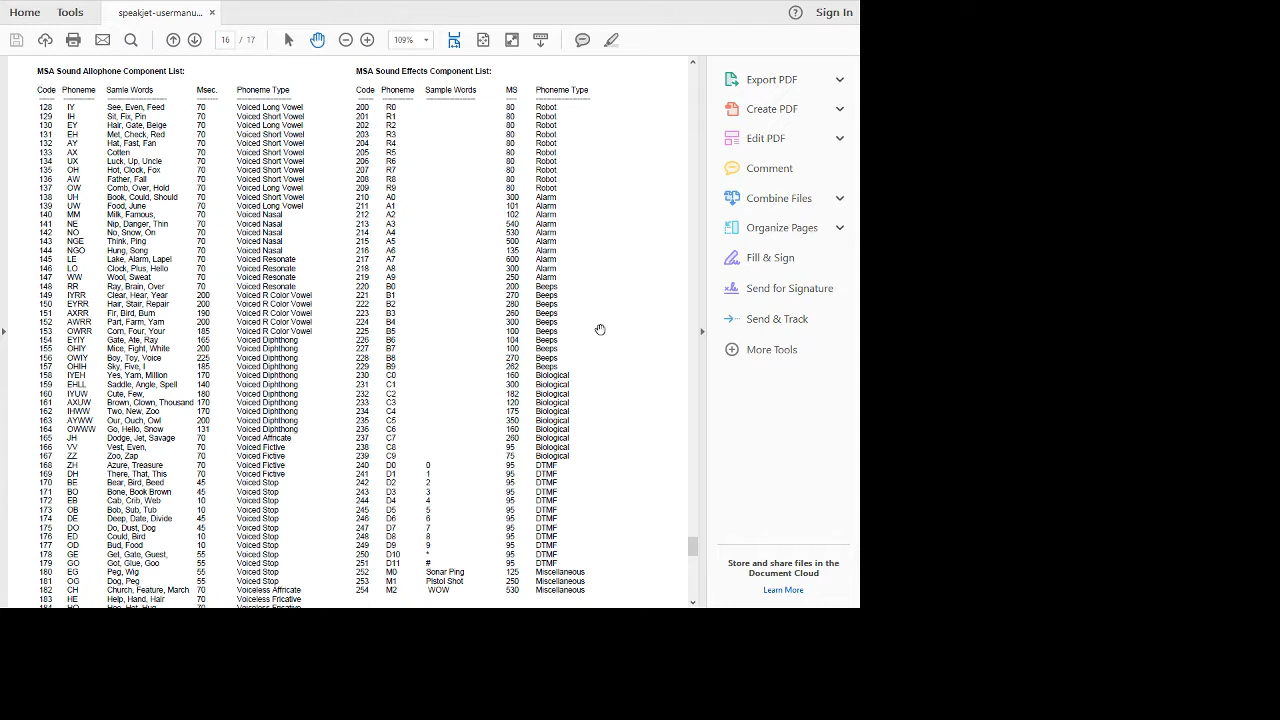 Home Tools speakjet-usermanu... × Sign In
16 / 17 109%
MSA Sound Allophone Component List: MSA Sound Effects Component List:
Code Phoneme Samle Words Msec. Phoneme Type Code Phoneme Sample Words MS Phoneme Type
128 IY See, Even, Feed 70 Voiced Long Vowel 200 R0 80 Robot
129 IH Sit, Fix, Pin 70 Voiced Short Vowel 201 R1 80 Robot
130 EY Hair, Gate, Beige 70 Voiced Long Vowel 202 R2 80 Robot
131 EH Met, Check, Red 70 Voiced Short Vowel 203 R3 80 Robot
132 AY Hat, Fast, Fan 70 Voiced Short Vowel 204 R4 80 Robot
133 AX Cotten 70 Voiced Short Vowel 205 R5 80 Robot
134 UX Luck, Up, Uncle 70 Voiced Short Vowel 206 R6 80 Robot
135 OH Hot, Clock, Fox 70 Voiced Short Vowel 207 R7 80 Robot
136 AW Father, Fall 70 Voiced Short Vowel 208 R8 80 Robot
137 OW Comb, Over, Hold 70 Voiced Long Vowel 209 R9 80 Robot
138 UH Book, Could, Should 70 Voiced Short Vowel 210 A0 300 Alarm
139 UW Food, June 70 Voiced Long Vowel 211 A1 101 Alarm
140 MM Milk, Famous, 70 Voiced Nasal 212 A2 102 Alarm
141 NE Nip, Danger, Thin 70 Voiced Nasal 213 A3 540 Alarm
142 NO No, Snow, On 70 Voiced Nasal 214 A4 530 Alarm
143 NGE Think, Ping 70 Voiced Nasal 215 A5 500 Alarm
144 NGO Hung, Song 70 Voiced Nasal 216 A6 135 Alarm
145 LE Lake, Alarm, Lapel 70 Voiced Resonate 217 A7 600 Alarm
146 LO Clock, Plus, Hello 70 Voiced Resonate 218 A8 300 Alarm
147 WW Wool, Sweat 70 Voiced Resonate 219 A9 250 Alarm
148 RR Ray, Brain, Over 70 Voiced Resonate 220 B0 200 Beeps
149 IYRR Clear, Hear, Year 200 Voiced R Color Vowel 221 B1 270 Beeps
150 EYRR Hair, Stair, Repair 200 Voiced R Color Vowel 222 B2 280 Beeps
151 AXRR Fir, Bird, Burn 190 Voiced R Color Vowel 223 B3 260 Beeps
152 AWRR Part, Farm, Yarn 200 Voiced R Color Vowel 224 B4 300 Beeps
153 OWRR Corn, Four, Your 185 Voiced R Color Vowel 225 B5 100 Beeps
154 EYIY Gate, Ate, Ray 165 Voiced Diphthong 226 B6 104 Beeps
155 OHIY Mice, Fight, White 200 Voiced Diphthong 227 B7 100 Beeps
156 OWIY Boy, Toy, Voice 225 Voiced Diphthong 228 B8 270 Beeps
157 OHIH Sky, Five, I 185 Voiced Diphthong 229 B9 262 Beeps
158 IYEH Yes, Yarn, Million 170 Voiced Diphthong 230 C0 160 Biological
159 EHLL Saddle, Angle, Spell 140 Voiced Diphthong 231 C1 300 Biological
160 IYUW Cute, Few, 180 Voiced Diphthong 232 C2 182 Biological
161 AXUW Brown, Clown, Thousand 170 Voiced Diphthong 233 C3 120 Biological
162 IHWW Two, New, Zoo 170 Voiced Diphthong 234 C4 175 Biological
163 AYWW Our, Ouch, Owl 200 Voiced Diphthong 235 C5 350 Biological
164 OWWW Go, Hello, Snow 131 Voiced Diphthong 236 C6 160 Biological
165 JH Dodge, Jet, Savage 70 Voiced Affricate 237 C7 260 Biological
166 VV Vest, Even, 70 Voiced Fictive 238 C8 95 Biological
167 ZZ Zoo, Zap 70 Voiced Fictive 239 C9 75 Biological
168 ZH Azure, Treasure 70 Voiced Fictive 240 D0 0 95 DTMF
169 DH There, That, This 70 Voiced Fictive 241 D1 1 95 DTMF
170 BE Bear, Bird, Beed 45 Voiced Stop 242 D2 2 95 DTMF
171 BO Bone, Book Brown 45 Voiced Stop 243 D3 3 95 DTMF
172 EB Cab, Crib, Web 10 Voiced Stop 244 D4 4 95 DTMF
173 OB Bob, Sub, Tub 10 Voiced Stop 245 D5 5 95 DTMF
174 DE Deep, Date, Divide 45 Voiced Stop 246 D6 6 95 DTMF
175 DO Do, Dust, Dog 45 Voiced Stop 247 D7 7 95 DTMF
176 ED Could, Bird 10 Voiced Stop 248 D8 8 95 DTMF
177 OD Bud, Food 10 Voiced Stop 249 D9 9 95 DTMF
178 GE Get, Gate, Guest, 55 Voiced Stop 250 D10 * 95 DTMF
179 GO Got, Glue, Goo 55 Voiced Stop 251 D11 # 95 DTMF
180 EG Peg, Wig 55 Voiced Stop 252 M0 Sonar Ping 125 Miscellaneous
181 OG Dog, Peg 55 Voiced Stop 253 M1 Pistol Shot 250 Miscellaneous
182 CH Church, Feature, March 70 Voiceless Affricate 254 M2 WOW 530 Miscellaneous
183 HE Help, Hand, Hair 70 Voiceless Fricative
Export PDF
Create PDF
Edit PDF
Comment
Combine Files
Organize Pages
Fill & Sign
Send for Signature
Send & Track
More Tools
Store and share files in the
Document Cloud
Learn More